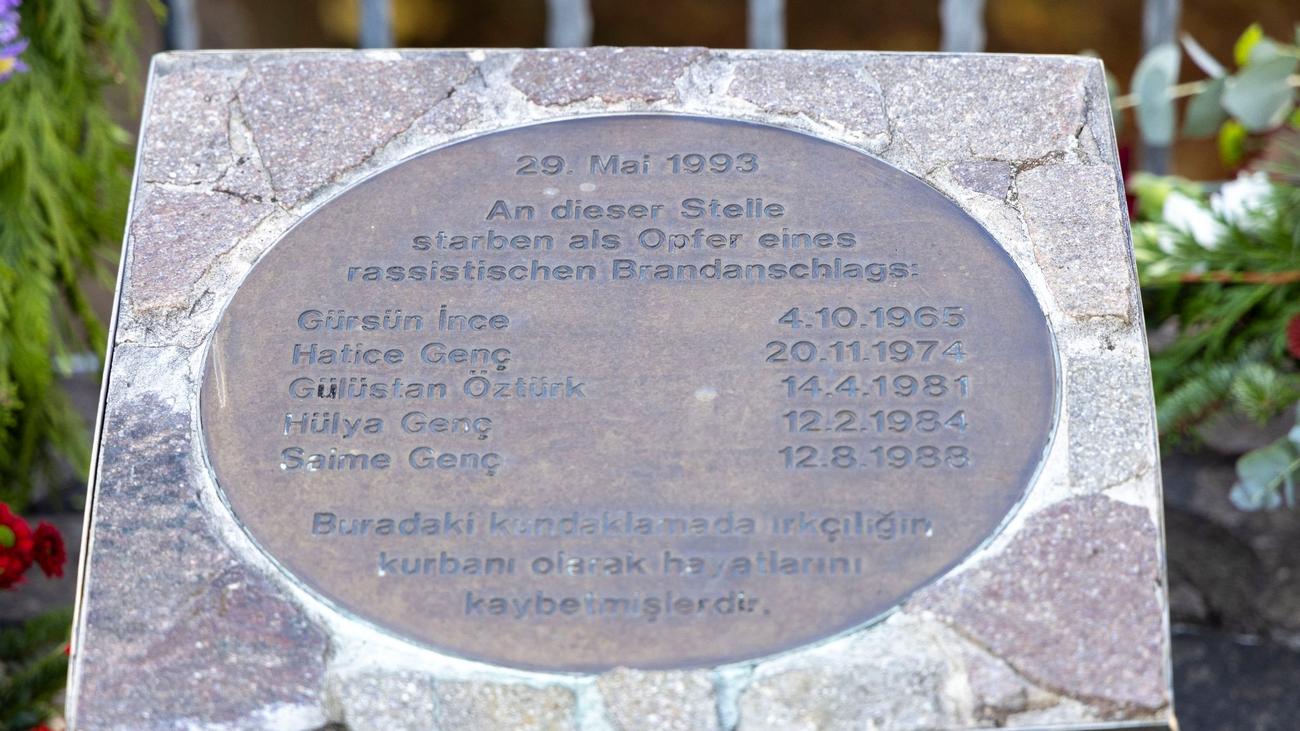 29. Mai 1993
An dieser Stelle
starben als Opfer eines
rassistischen Brandanschlags:
Gürsün İnce 4.10.1965
Hatice Genç 20.11.1974
Gülüstan Öztürk 14.4.1981
Hülya Genç 12.2.1984
Saime Genç 12.8.1988
Buradaki kundaklamada ırkçılığın
kurbanı olarak hayatlarını
kaybetmişlerdir.